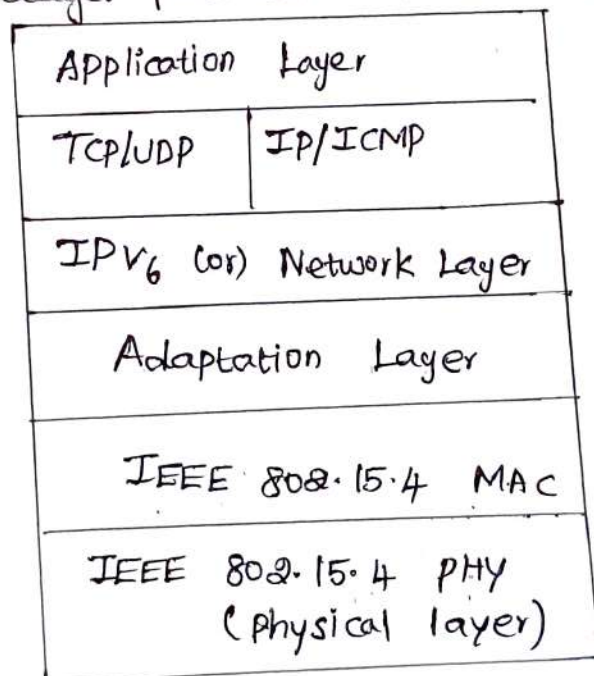 Application Layer
TCP/UDP IP/ICMP
IPV6 (or) Network Layer
Adaptation Layer
IEEE 802.15.4 MAC
IEEE 802.15.4 PHY
(physical layer)